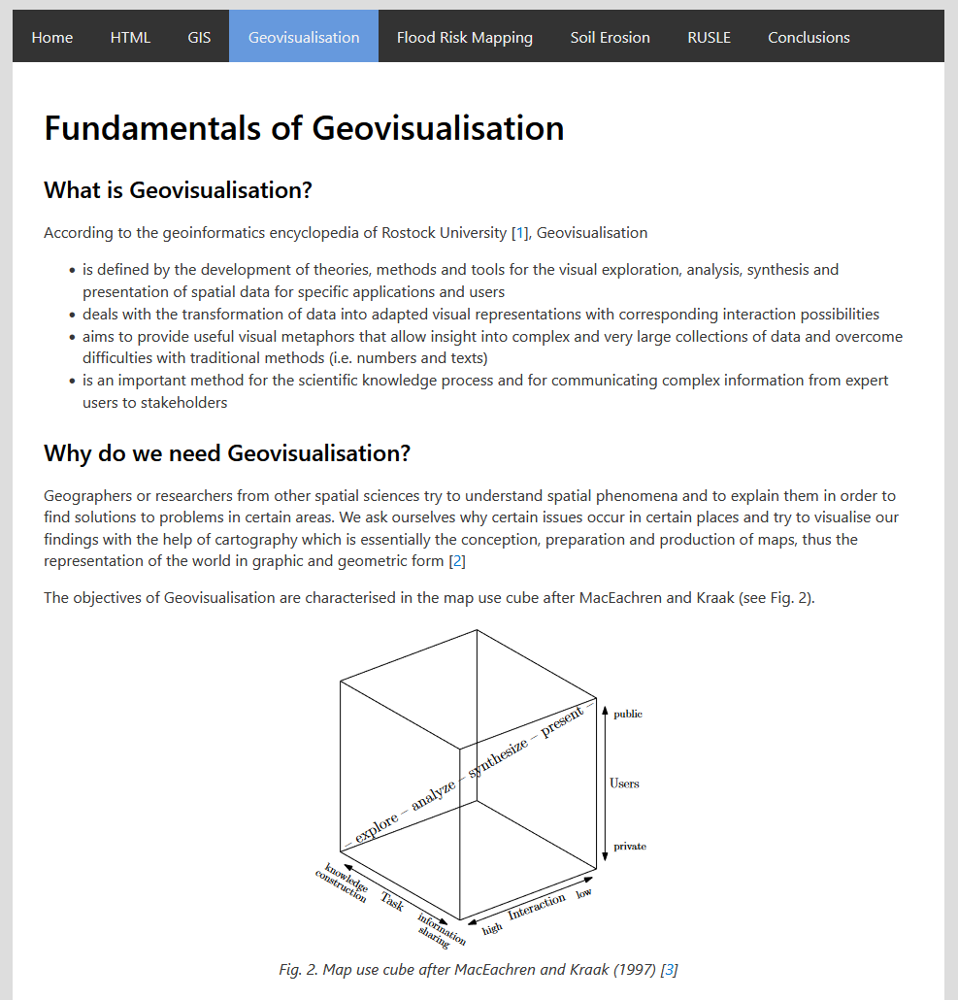 Home HTML GIS Geovisualisation Flood Risk Mapping Soil Erosion RUSLE Conclusions
Fundamentals of Geovisualisation
What is Geovisualisation?
According to the geoinformatics encyclopedia of Rostock University [1], Geovisualisation
• is defined by the development of theories, methods and tools for the visual exploration, analysis, synthesis and
presentation of spatial data for specific applications and users
• deals with the transformation of data into adapted visual representations with corresponding interaction possibilities
• aims to provide useful visual metaphors that allow insight into complex and very large collections of data and overcome
difficulties with traditional methods (i.e. numbers and texts)
• is an important method for the scientific knowledge process and for communicating complex information from expert
users to stakeholders
Why do we need Geovisualisation?
Geographers or researchers from other spatial sciences try to understand spatial phenomena and to explain them in order to
find solutions to problems in certain areas. We ask ourselves why certain issues occur in certain places and try to visualise our
findings with the help of cartography which is essentially the conception, preparation and production of maps, thus the
representation of the world in graphic and geometric form [2]
The objectives of Geovisualisation are characterised in the map use cube after MacEachren and Kraak (see Fig. 2).
public
– explore – analyze – synthesize – present –
Users
private
knowledge
construction
Task
information
sharing
high
Interaction
low
Fig. 2. Map use cube after MacEachren and Kraak (1997) [3]